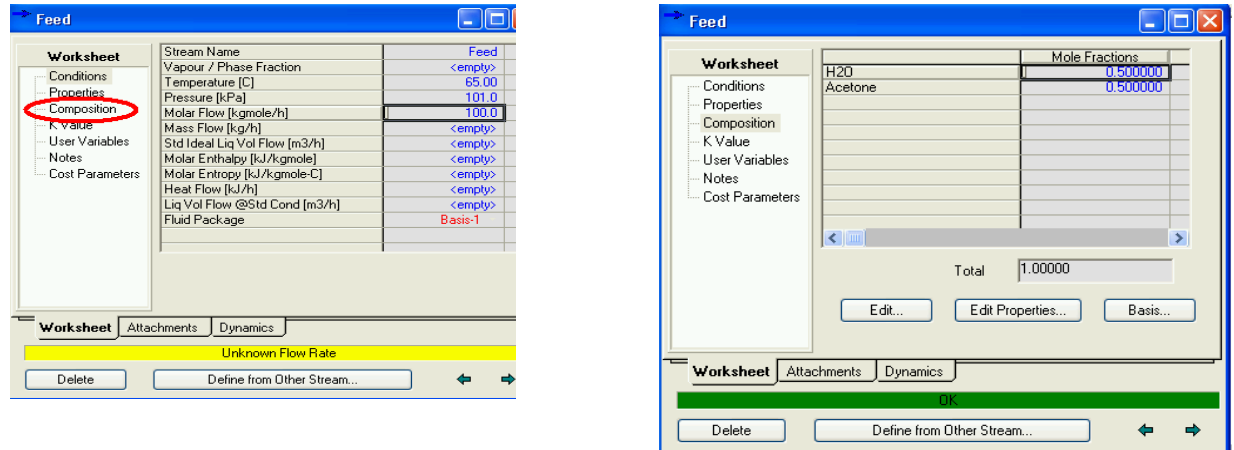 Feed
Worksheet
Conditions
Properties
Composition
K Value
User Variables
Notes
Cost Parameters
Stream Name Feed
Vapour / Phase Fraction <empty>
Temperature [C] 65.00
Pressure [kPa] 101.0
Molar Flow [kgmole/h] 100.0
Mass Flow [kg/h] <empty>
Std Ideal Liq Vol Flow [m3/h] <empty>
Molar Enthalpy [kJ/kgmole] <empty>
Molar Entropy [kJ/kgmole-C] <empty>
Heat Flow [kJ/h] <empty>
Liq Vol Flow @Std Cond [m3/h] <empty>
Fluid Package Basis-1
Worksheet Attachments Dynamics
Unknown Flow Rate
Delete Define from Other Stream...
Feed
Worksheet
Conditions
Properties
Composition
K Value
User Variables
Notes
Cost Parameters
Mole Fractions
H2O 0.500000
Acetone 0.500000
Total 1.00000
Edit... Edit Properties... Basis...
Worksheet Attachments Dynamics
OK
Delete Define from Other Stream...